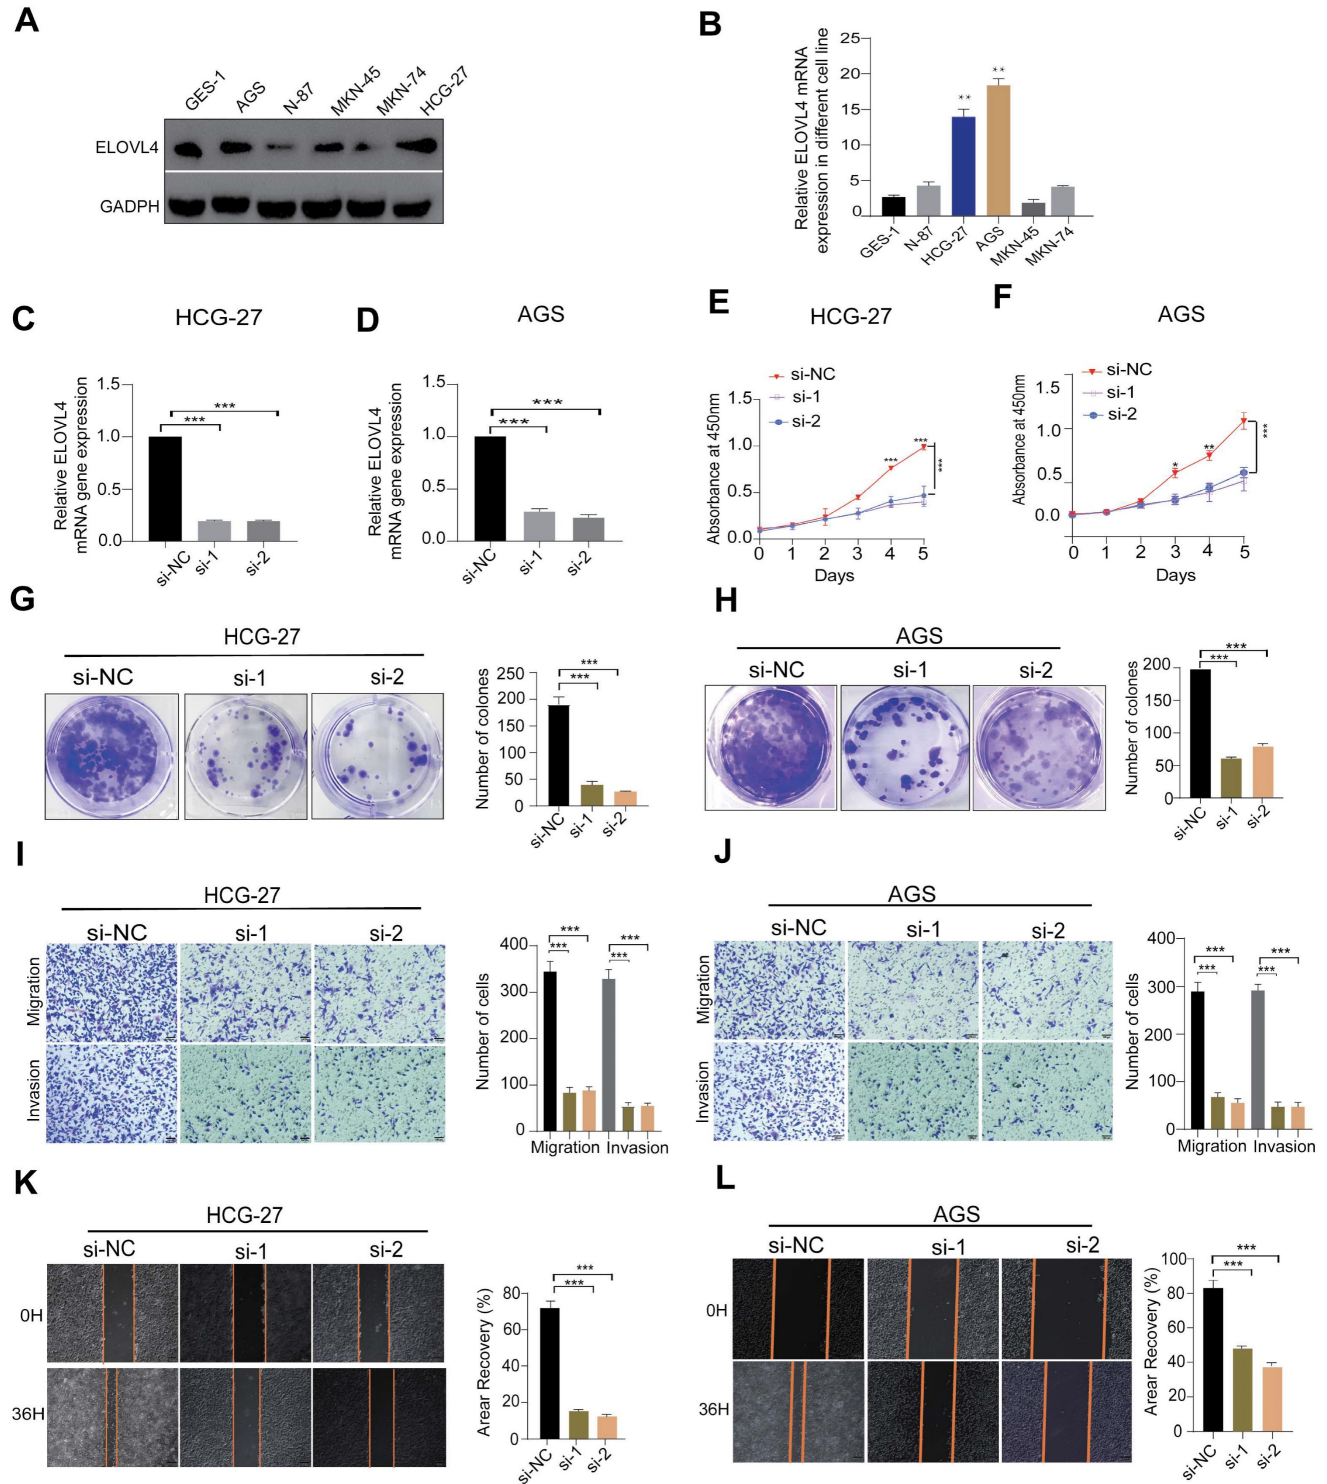 A
GES-1
AGS
N-87
MKN-45
MKN-74
HCG-27
ELOVL4
GADPH
B
Relative ELOVL4 mRNA
expression in different cell line
25
20
15
10
5
0
**
**
GES-1
N-87
HCG-27
AGS
MKN-45
MKN-74
C
HCG-27
Relative ELOVL4
mRNA gene expression
1.5
1.0
0.5
0.0
***
***
si-NC
si-1
si-2
D
AGS
Relative ELOVL4
mRNA gene expression
1.5
1.0
0.5
0.0
***
***
si-NC
si-1
si-2
E
HCG-27
si-NC
si-1
si-2
Absorbance at 450nm
1.5
1.0
0.5
0.0
***
***
***
0 1 2 3 4 5
Days
F
AGS
si-NC
si-1
si-2
Absorbance at 450nm
1.5
1.0
0.5
0.0
*
**
***
0 1 2 3 4 5
Days
G
HCG-27
si-NC si-1 si-2
Number of colones
250
200
150
100
50
0
***
***
si-NC
si-1
si-2
H
AGS
si-NC si-1 si-2
Number of colones
200
150
100
50
0
***
***
si-NC
si-1
si-2
I
HCG-27
si-NC si-1 si-2
Migration
Invasion
Number of cells
400
300
200
100
0
***
***
***
***
Migration Invasion
J
AGS
si-NC si-1 si-2
Migration
Invasion
Number of cells
400
300
200
100
0
***
***
***
***
Migration Invasion
K
HCG-27
si-NC si-1 si-2
0H
36H
Arear Recovery (%)
80
60
40
20
0
***
***
si-NC
si-1
si-2
L
AGS
si-NC si-1 si-2
0H
36H
Arear Recovery (%)
100
80
60
40
20
0
***
***
si-NC
si-1
si-2